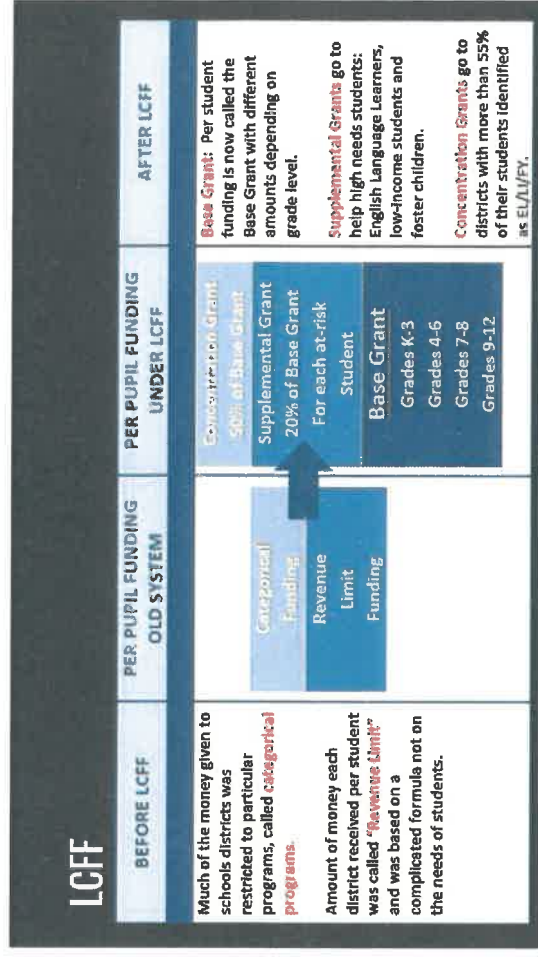 LCFF
BEFORE LCFF
PER PUPIL FUNDING
OLD SYSTEM
PER PUPIL FUNDING
UNDER LCFF
AFTER LCFF
Much of the money given to
schools districts was
restricted to particular
programs, called categorical
programs.
Amount of money each
district received per student
was called "Revenue Limit"
and was based on a
complicated formula not on
the needs of students.
Categorical
Funding
Revenue
Limit
Funding
Concentration Grant
50% of Base Grant
Supplemental Grant
20% of Base Grant
For each at-risk
Student
Base Grant
Grades K-3
Grades 4-6
Grades 7-8
Grades 9-12
Base Grant: Per student
funding is now called the
Base Grant with different
amounts depending on
grade level.
Supplemental Grants go to
help high needs students:
English Language Learners,
low-income students and
foster children.
Concentration Grants go to
districts with more than 55%
of their students identified
as EL/LI/FY.